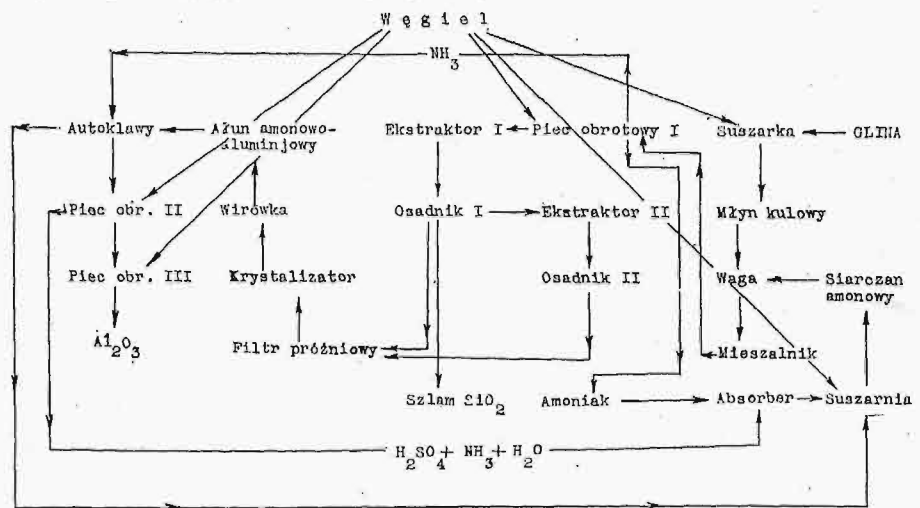 Węgiel
NH3
Autoklawy
Ałun amonowo-
aluminjowy
Ekstraktor I
Piec obrotowy I
Suszarka
GLINA
Piec obr. II
Wirówka
Osadnik I
Ekstraktor II
Młyn kulowy
Piec obr. III
Krystalizator
Osadnik II
Waga
Siarczan
amonowy
Al2O3
Filtr próżniowy
Mieszalnik
Szlam SiO2
Amoniak
Absorber
Suszarnia
H2SO4 + NH3 + H2O